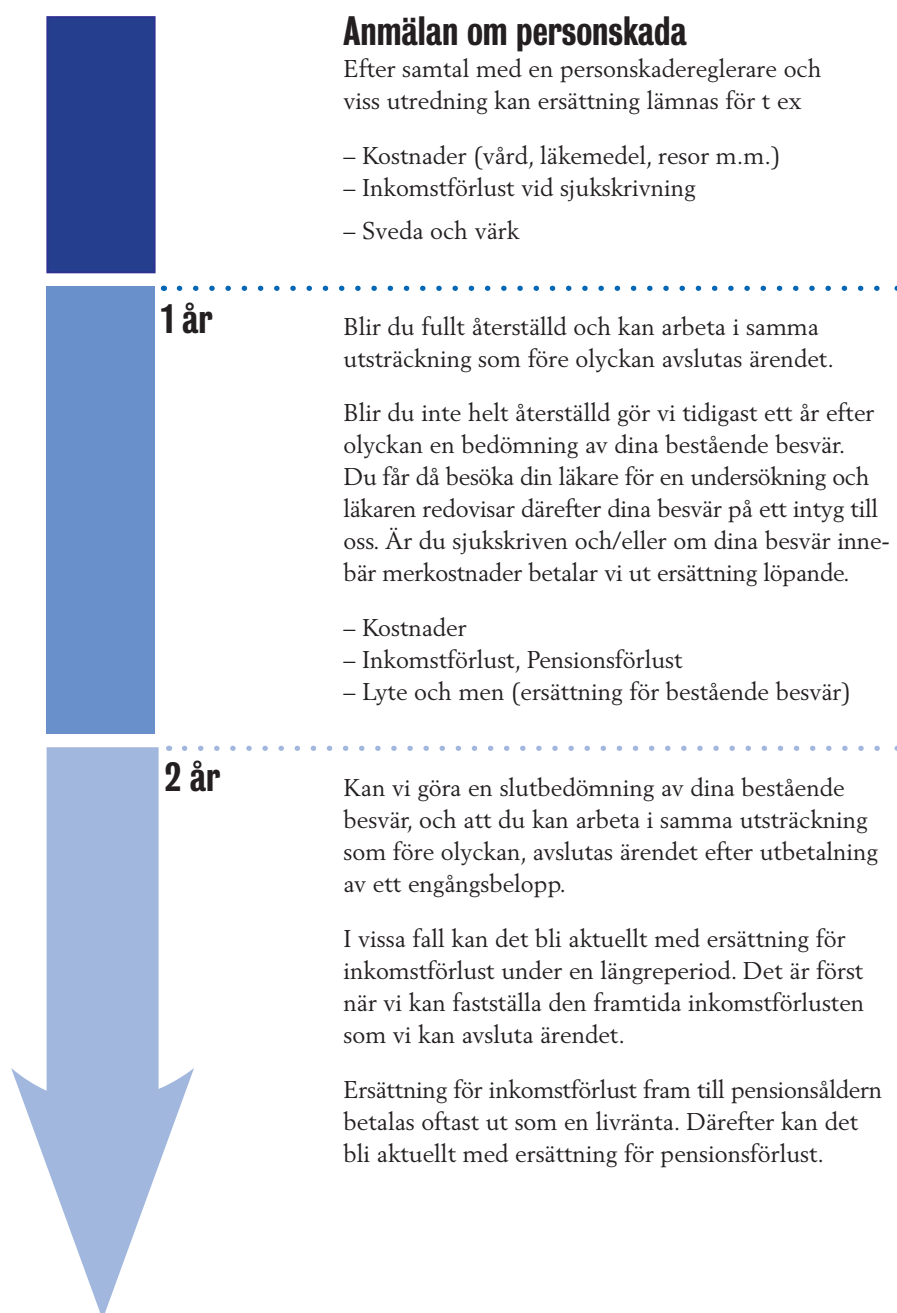 Anmälan om personskada
Efter samtal med en personskadereglerare och
viss utredning kan ersättning lämnas för t ex
– Kostnader (vård, läkemedel, resor m.m.)
– Inkomstförlust vid sjukskrivning
– Sveda och värk
1 år
Blir du fullt återställd och kan arbeta i samma
utsträckning som före olyckan avslutas ärendet.
Blir du inte helt återställd gör vi tidigast ett år efter
olyckan en bedömning av dina bestående besvär.
Du får då besöka din läkare för en undersökning och
läkaren redovisar därefter dina besvär på ett intyg till
oss. Är du sjukskriven och/eller om dina besvär inne-
bär merkostnader betalar vi ut ersättning löpande.
– Kostnader
– Inkomstförlust, Pensionsförlust
– Lyte och men (ersättning för bestående besvär)
2 år
Kan vi göra en slutbedömning av dina bestående
besvär, och att du kan arbeta i samma utsträckning
som före olyckan, avslutas ärendet efter utbetalning
av ett engångsbelopp.
I vissa fall kan det bli aktuellt med ersättning för
inkomstförlust under en längreperiod. Det är först
när vi kan fastställa den framtida inkomstförlusten
som vi kan avsluta ärendet.
Ersättning för inkomstförlust fram till pensionsåldern
betalas oftast ut som en livränta. Därefter kan det
bli aktuellt med ersättning för pensionsförlust.